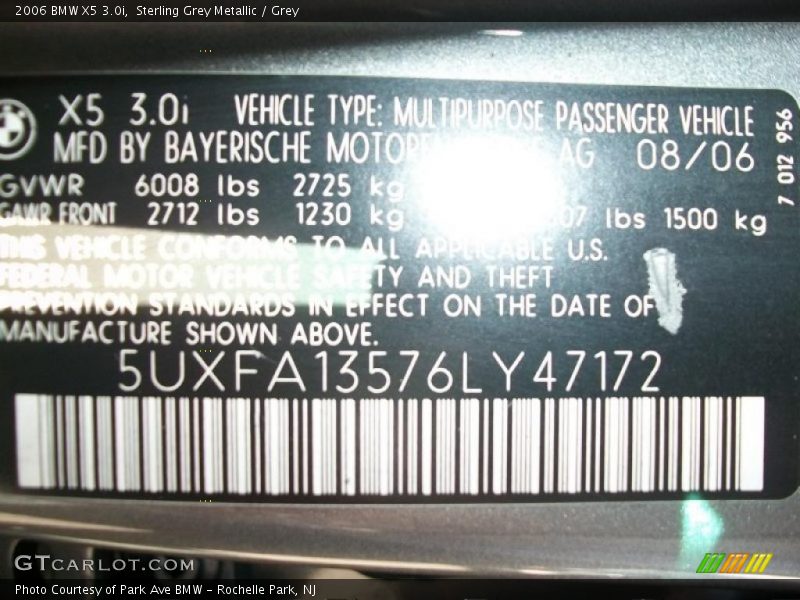 2006 BMW X5 3.0i, Sterling Grey Metallic / Grey
X5 3.0i VEHICLE TYPE: MULTIPURPOSE PASSENGER VEHICLE
MFD BY BAYERISCHE AG 08/06
GVWR 6008 lbs 2725 kg
GAWR FRONT 2712 lbs 1230 kg lbs 1500 kg
THIS VEHICLE CONFORMS TO ALL APPLICABLE U.S.
FEDERAL MOTOR VEHICLE SAFETY AND THEFT
PREVENTION STANDARDS IN EFFECT ON THE DATE OF
MANUFACTURE SHOWN ABOVE.
5UXFA13576LY47172
7 012 956
GTCARLOT.COM
Photo Courtesy of Park Ave BMW - Rochelle Park, NJ